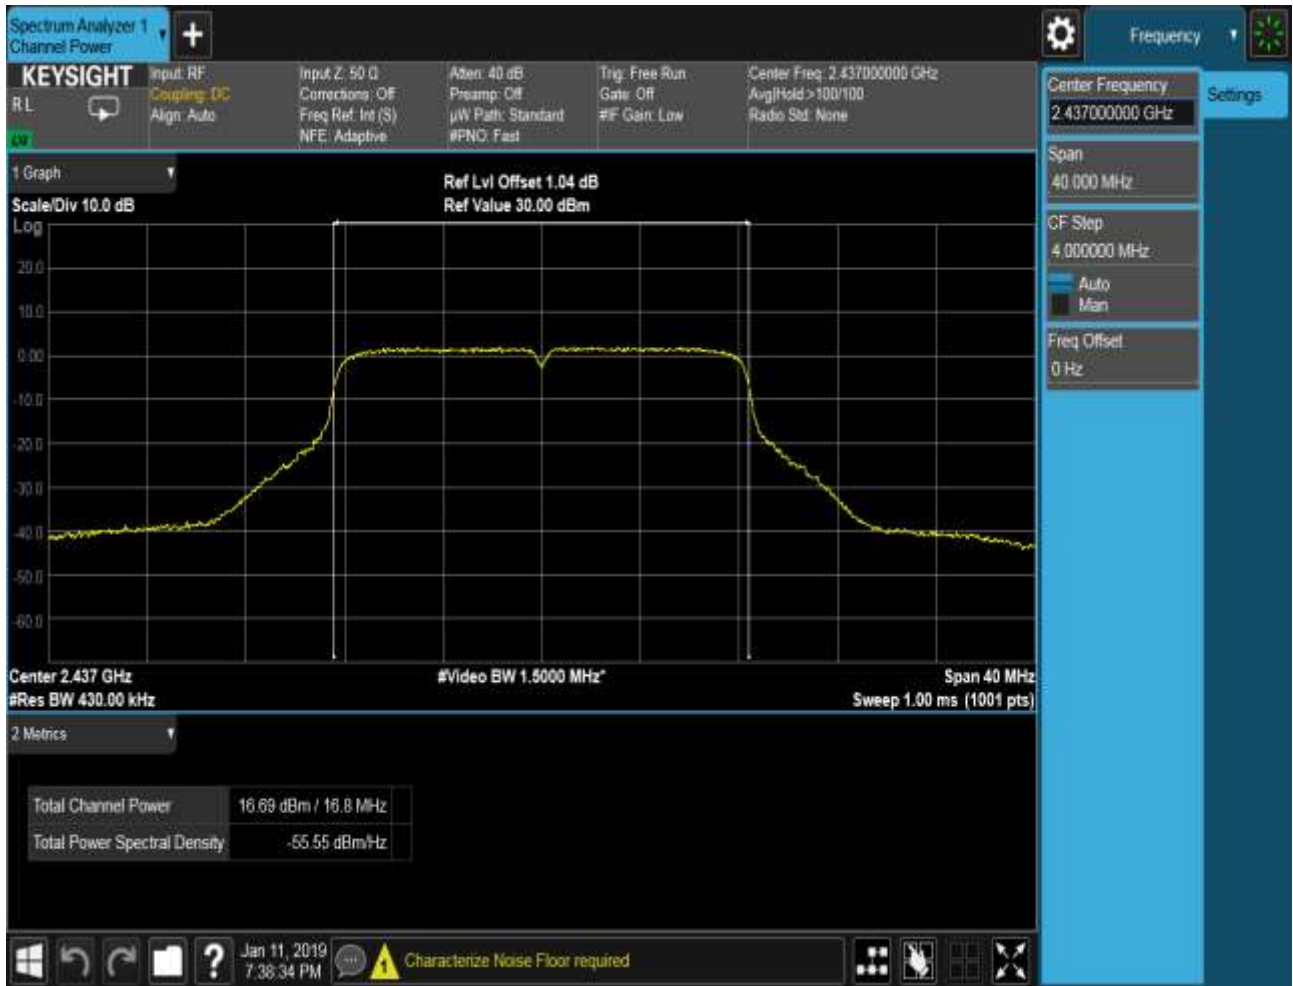 Spectrum Analyzer 1
Channel Power
Frequency
KEYSIGHT
R L
Input: RF
Coupling: DC
Align: Auto
Input Z: 50 Ω
Corrections: Off
Freq Ref: Int (S)
NFE: Adaptive
Atten: 40 dB
Preamp: Off
µW Path: Standard
#PNO: Fast
Trig: Free Run
Gate: Off
#IF Gain: Low
Center Freq: 2.437000000 GHz
Avg|Hold>100/100
Radio Std: None
Center Frequency
2.437000000 GHz
Settings
Span
40.000 MHz
CF Step
4.000000 MHz
Auto
Man
Freq Offset
0 Hz
1 Graph
Ref Lvl Offset 1.04 dB
Scale/Div 10.0 dB
Ref Value 30.00 dBm
Log
20.0
10.0
0.00
-10.0
-20.0
-30.0
-40.0
-50.0
-60.0
Center 2.437 GHz
#Video BW 1.5000 MHz*
Span 40 MHz
#Res BW 430.00 kHz
Sweep 1.00 ms (1001 pts)
2 Metrics
Total Channel Power 16.69 dBm / 16.8 MHz
Total Power Spectral Density -55.55 dBm/Hz
?
Jan 11, 2019
7:38:34 PM
1
Characterize Noise Floor required